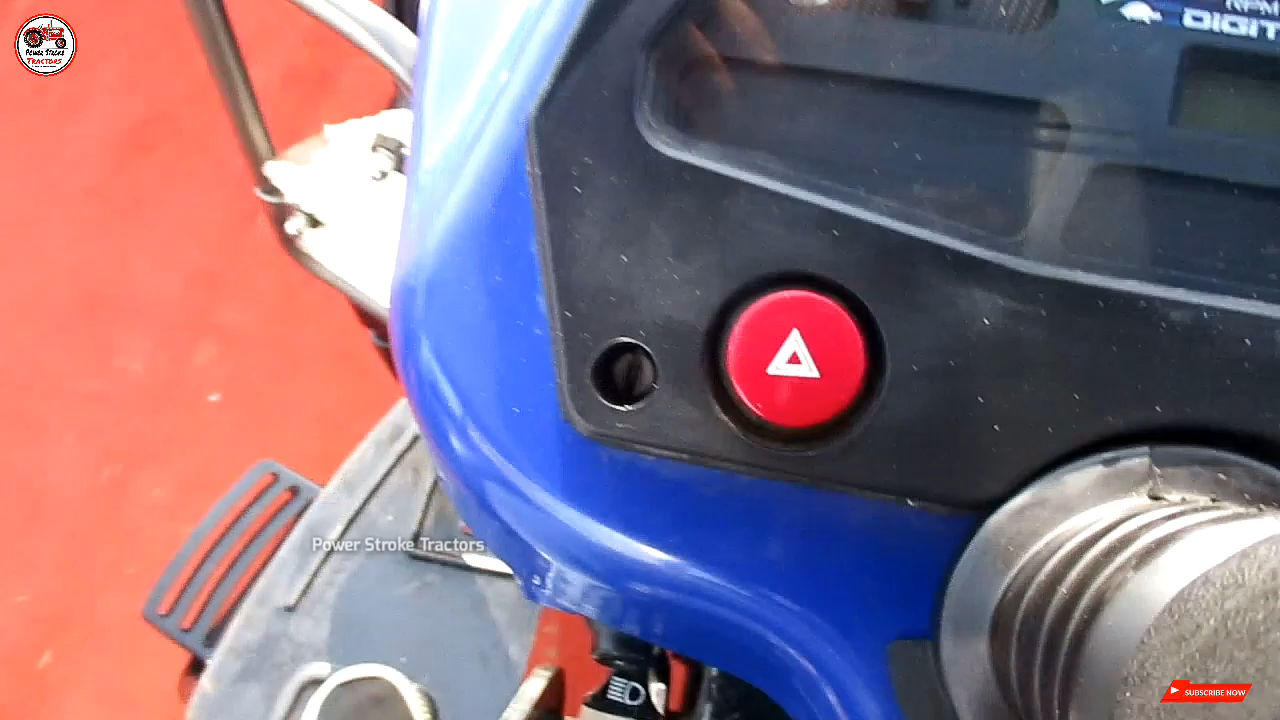 Power Stroke
TRACTORS
RPM
DIGIT
Power Stroke Tractors
SUBSCRIBE NOW